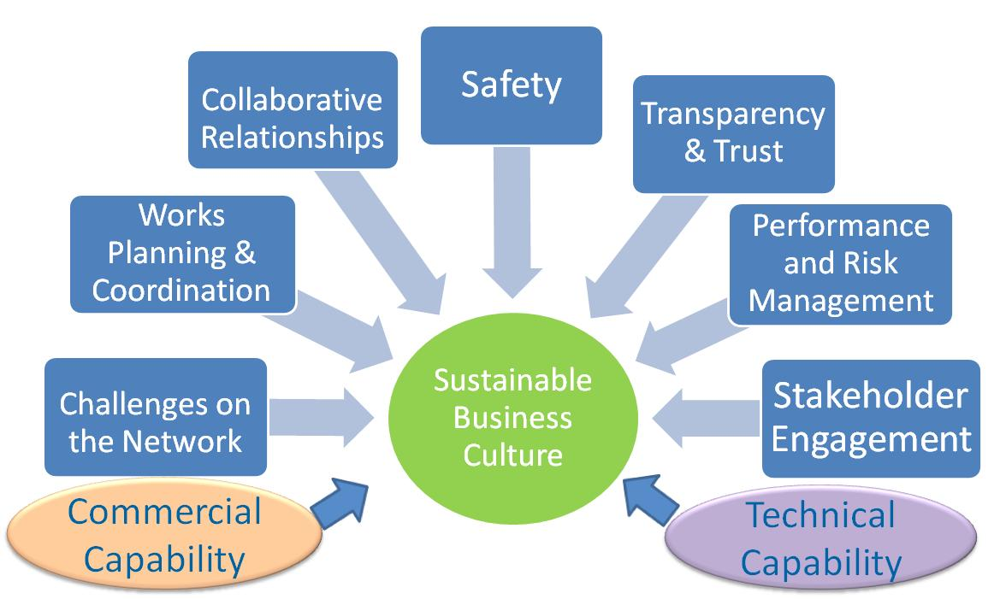 Safety
Collaborative
Relationships
Transparency
& Trust
Works
Planning &
Coordination
Performance
and Risk
Management
Challenges on
the Network
Sustainable
Business
Culture
Stakeholder
Engagement
Commercial
Capability
Technical
Capability